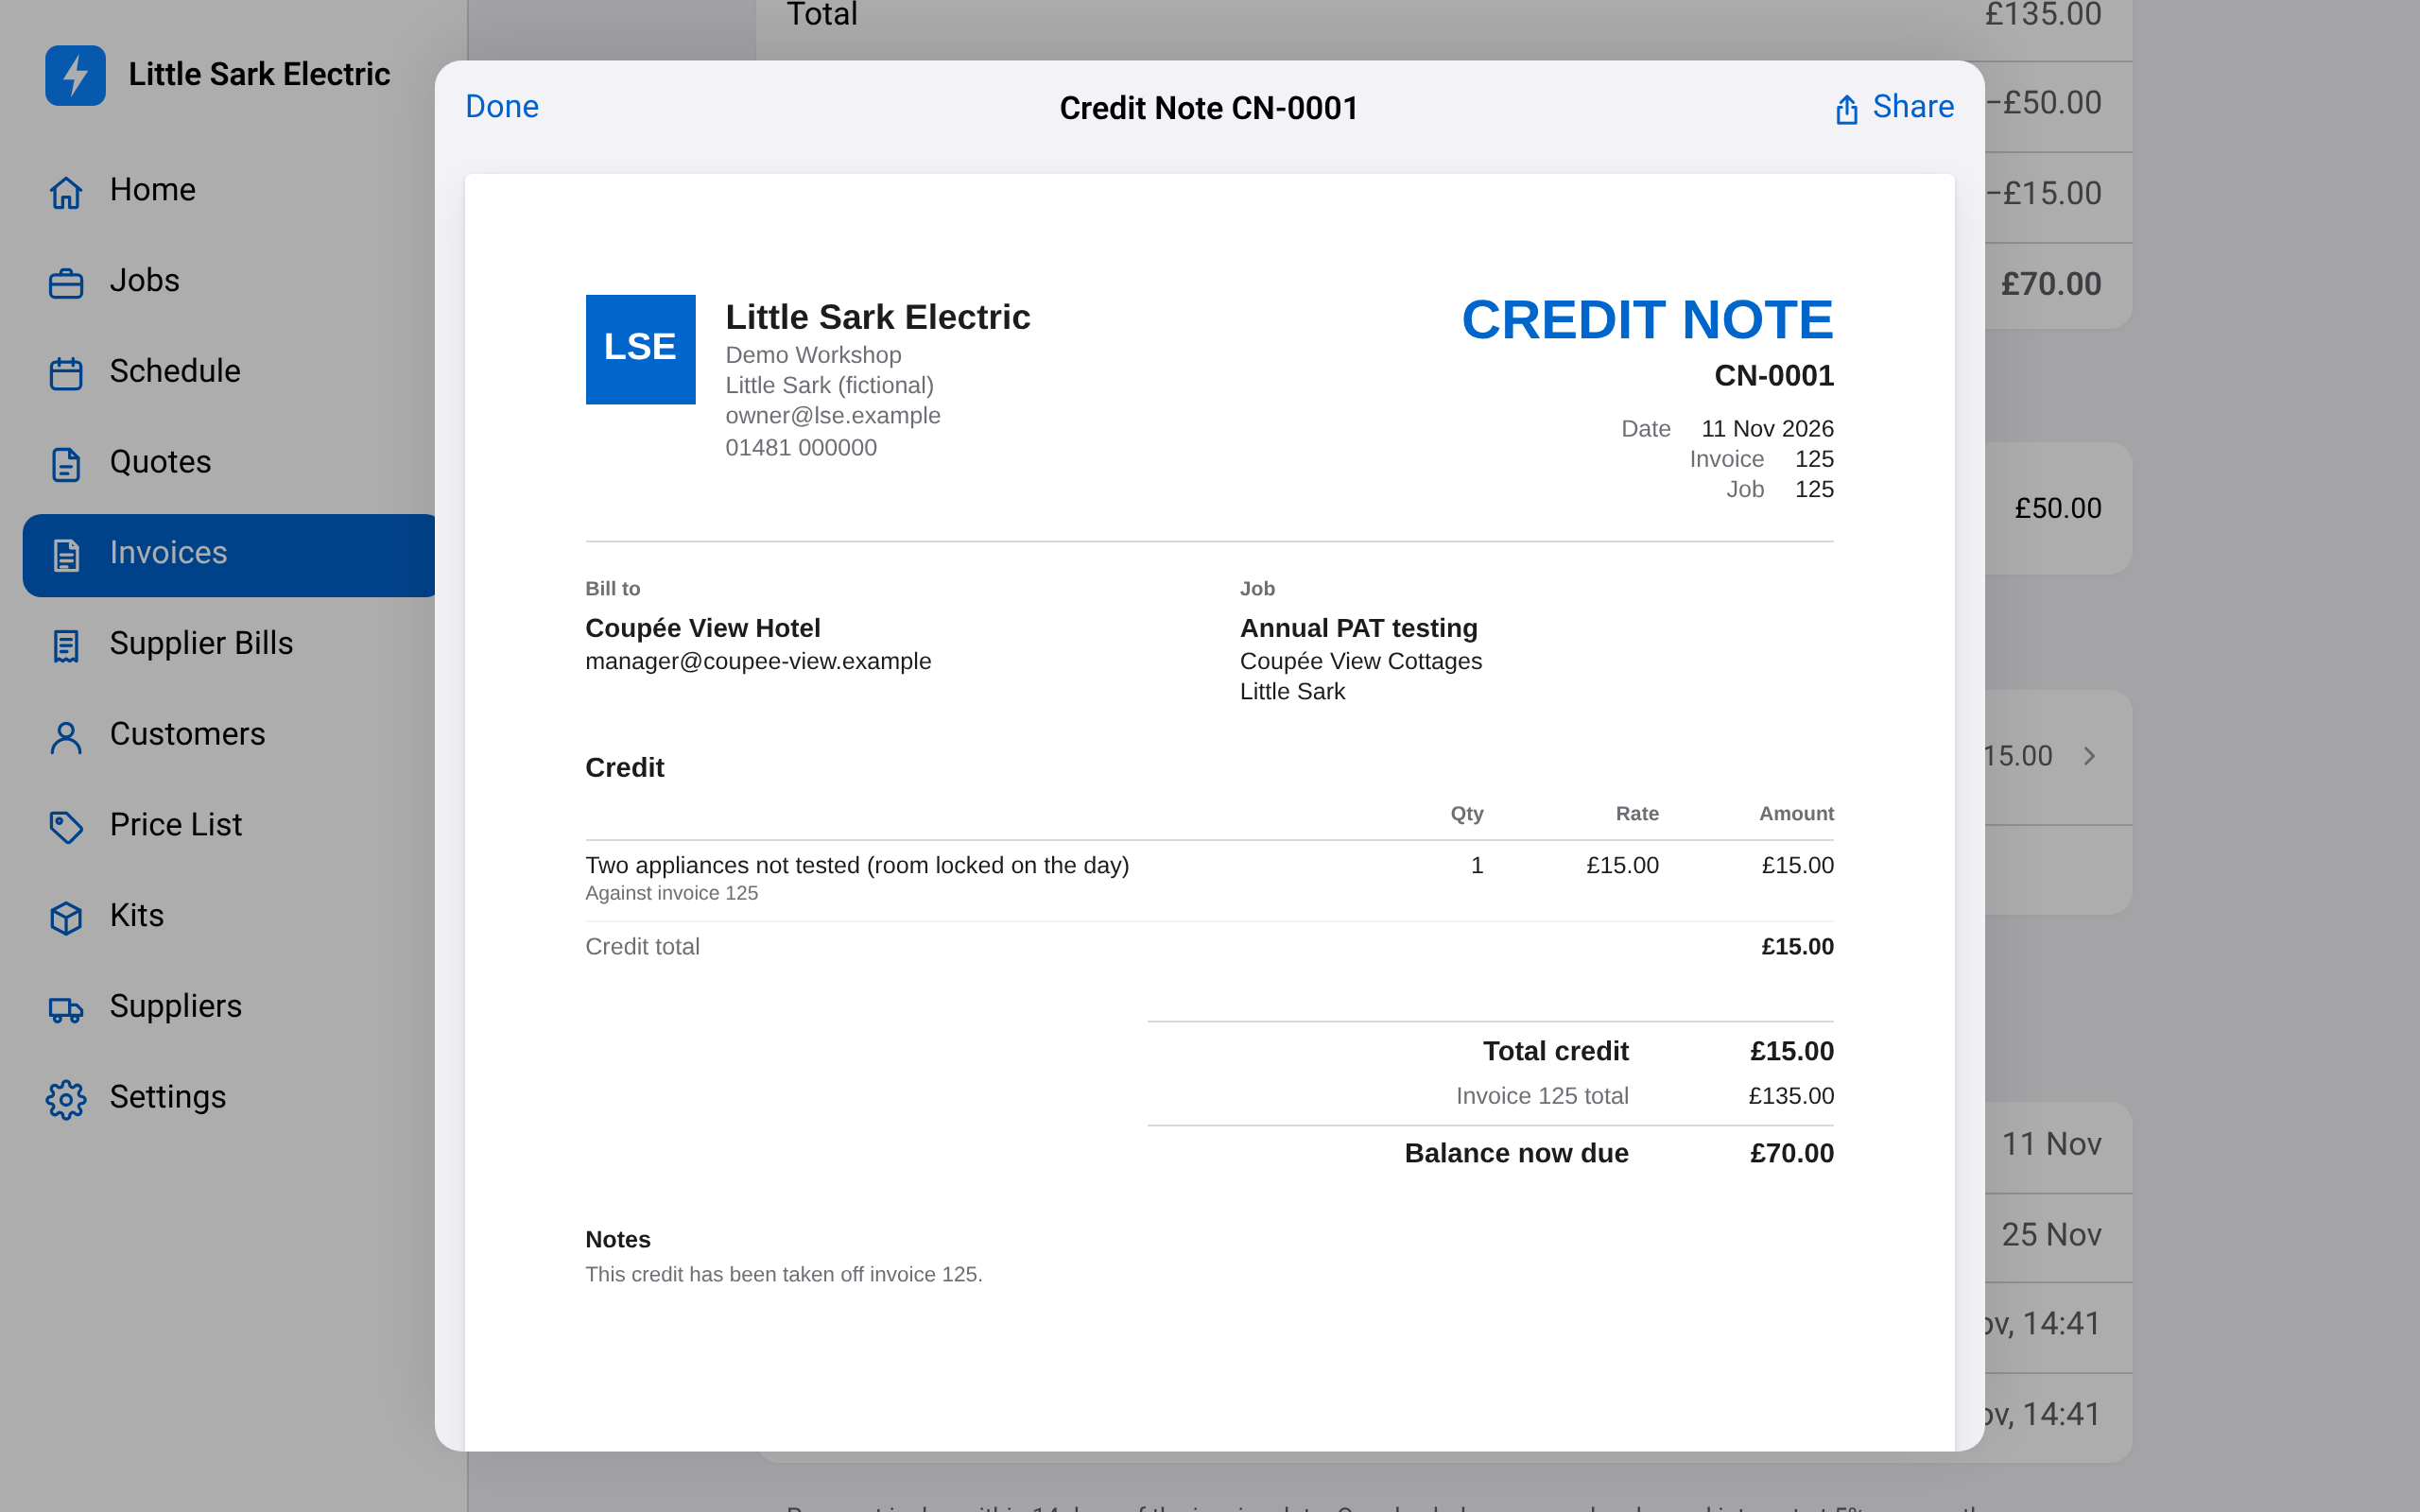 Little Sark Electric
Home
Jobs
Schedule
Quotes
Invoices
Supplier Bills
Customers
Price List
Kits
Suppliers
Settings
Total £135.00
−£50.00
−£15.00
£70.00
£50.00
15.00
11 Nov
25 Nov
14:41
14:41
Done
Credit Note CN-0001
Share
LSE
Little Sark Electric
Demo Workshop
Little Sark (fictional)
owner@lse.example
01481 000000
CREDIT NOTE
CN-0001
Date 11 Nov 2026
Invoice 125
Job 125
Bill to
Coupée View Hotel
manager@coupee-view.example
Job
Annual PAT testing
Coupée View Cottages
Little Sark
Credit
Qty Rate Amount
Two appliances not tested (room locked on the day) 1 £15.00 £15.00
Against invoice 125
Credit total £15.00
Total credit £15.00
Invoice 125 total £135.00
Balance now due £70.00
Notes
This credit has been taken off invoice 125.